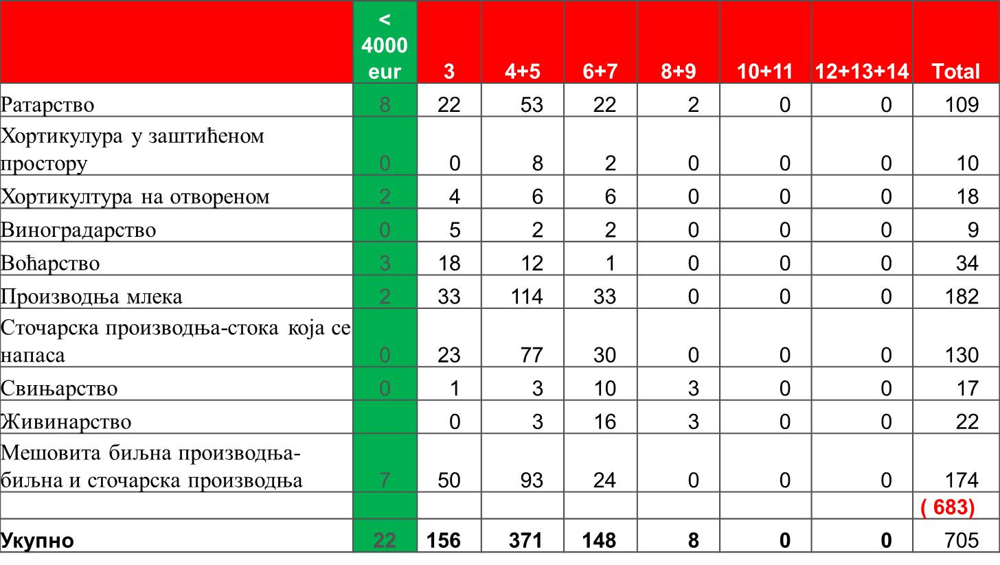 <
4000
eur 3 4+5 6+7 8+9 10+11 12+13+14 Total
Ратарство 8 22 53 22 2 0 0 109
Хортикулура у заштићеном
простору 0 0 8 2 0 0 0 10
Хортикултура на отвореном 2 4 6 6 0 0 0 18
Виноградарство 0 5 2 2 0 0 0 9
Воћарство 3 18 12 1 0 0 0 34
Производња млека 2 33 114 33 0 0 0 182
Сточарска производња-стока која се
напаса 0 23 77 30 0 0 0 130
Свињарство 0 1 3 10 3 0 0 17
Живинарство 0 3 16 3 0 0 22
Мешовита биљна производња-
биљна и сточарска производња 7 50 93 24 0 0 0 174
( 683)
Укупно 22 156 371 148 8 0 0 705